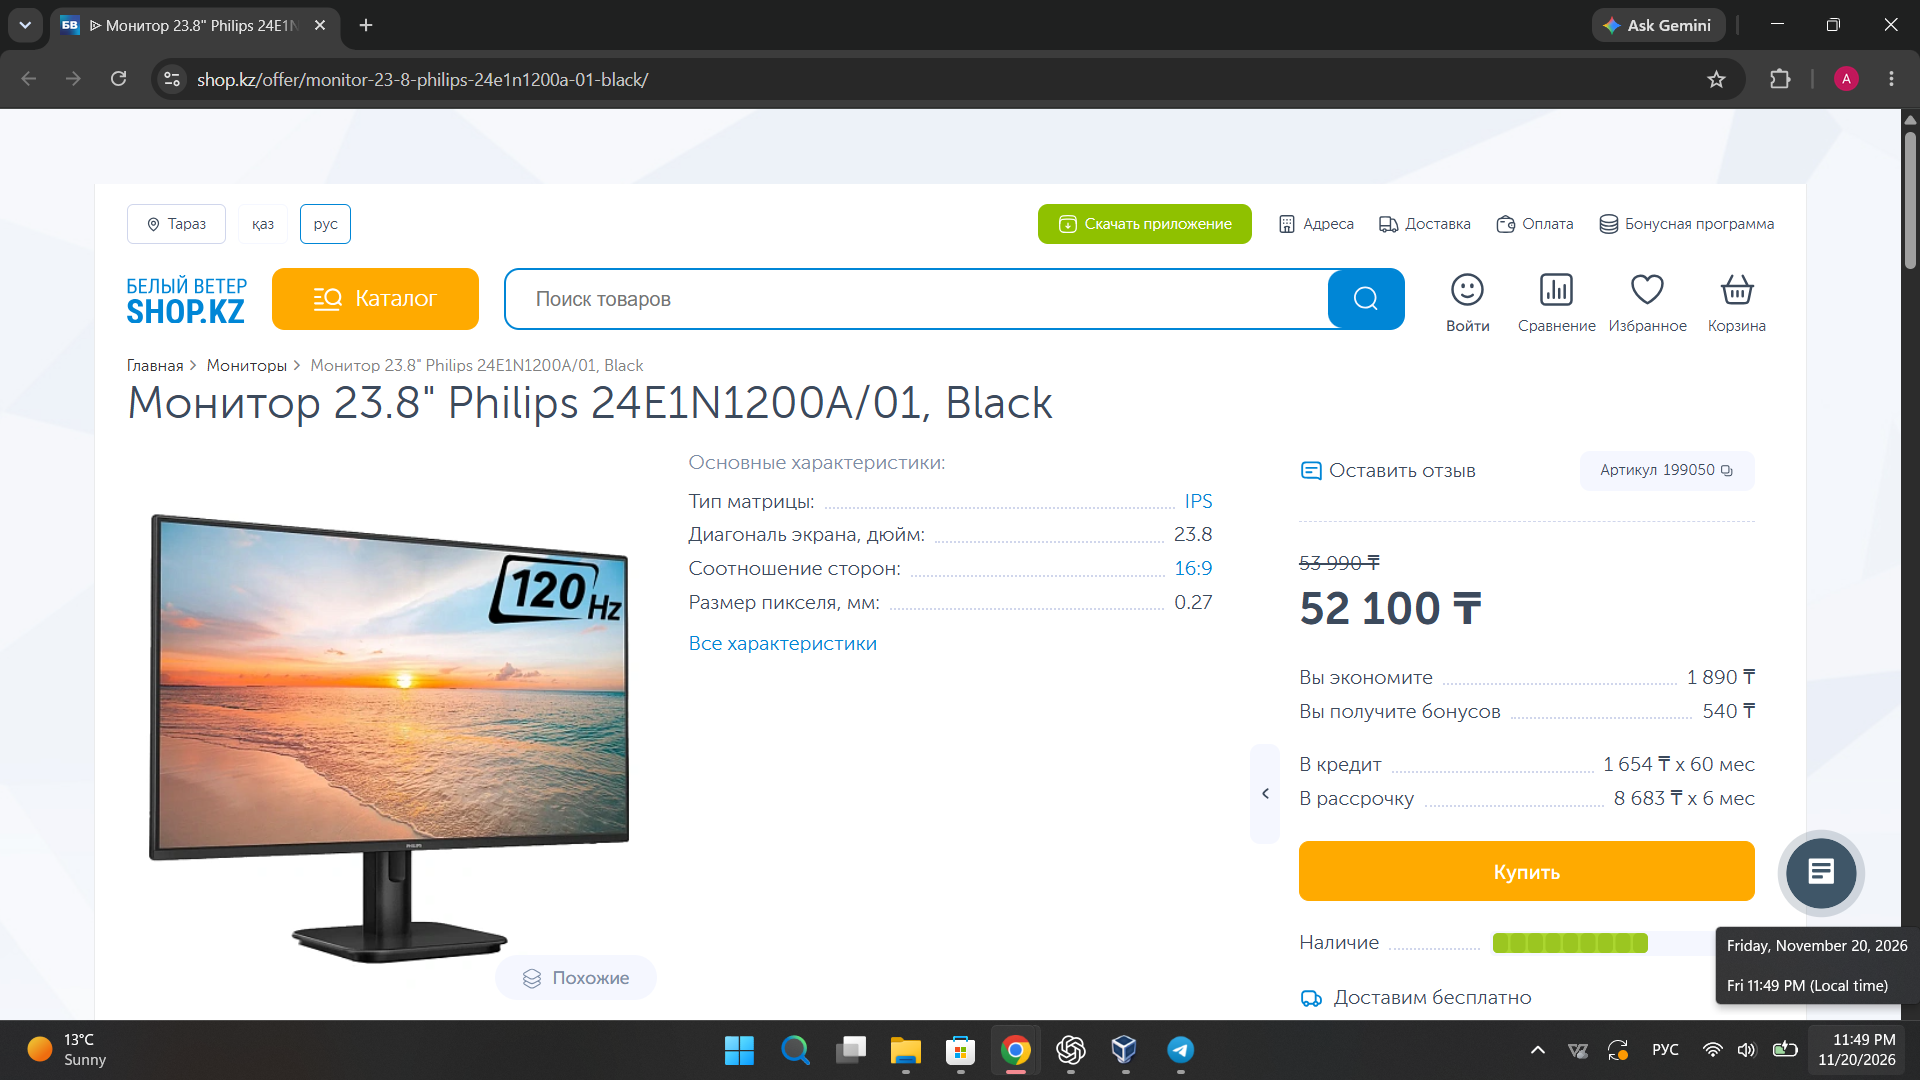 Монитор 23.8" Philips 24E1N
Ask Gemini
shop.kz/offer/monitor-23-8-philips-24e1n1200a-01-black/
A
Тараз
қаз
рус
Скачать приложение
Адреса
Доставка
Оплата
Бонусная программа
БЕЛЫЙ ВЕТЕР
SHOP.KZ
Каталог
Поиск товаров
Войти
Сравнение
Избранное
Корзина
Главная > Мониторы > Монитор 23.8" Philips 24E1N1200A/01, Black
Монитор 23.8" Philips 24E1N1200A/01, Black
120 Hz
PHILIPS
Похожие
Основные характеристики:
Тип матрицы: IPS
Диагональ экрана, дюйм: 23.8
Соотношение сторон: 16:9
Размер пикселя, мм: 0.27
Все характеристики
Оставить отзыв
Артикул 199050
53 990 ₸
52 100 ₸
Вы экономите 1 890 ₸
Вы получите бонусов 540 ₸
В кредит 1 654 ₸ x 60 мес
В рассрочку 8 683 ₸ x 6 мес
Купить
Наличие
Доставим бесплатно
Friday, November 20, 2026
Fri 11:49 PM (Local time)
13°C
Sunny
РУС
11:49 PM
11/20/2026